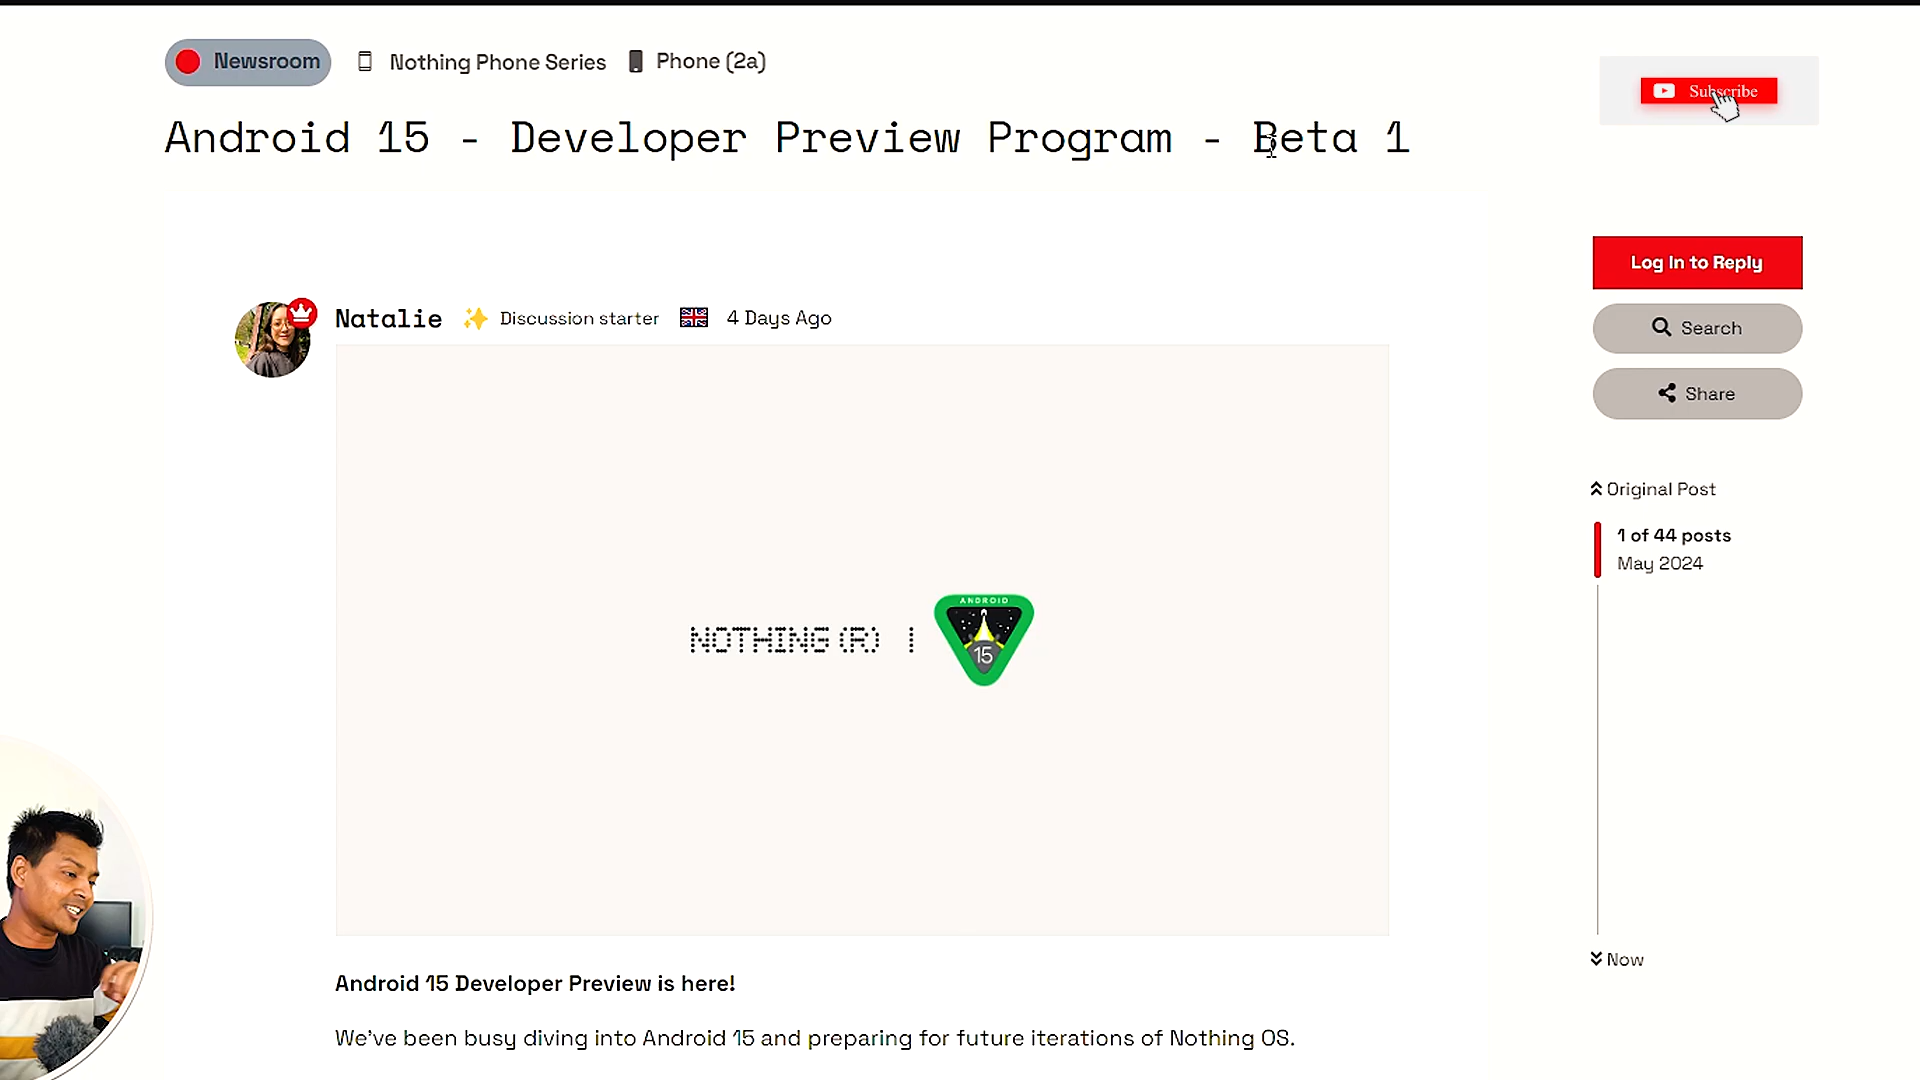 Newsroom Nothing Phone Series Phone (2a)
Subscribe
Android 15 - Developer Preview Program - Beta 1
Log In to Reply
Natalie Discussion starter 4 Days Ago
Search
Share
Original Post
1 of 44 posts
May 2024
ANDROID
NOTHING (R) |
15
Now
Android 15 Developer Preview is here!
We've been busy diving into Android 15 and preparing for future iterations of Nothing OS.